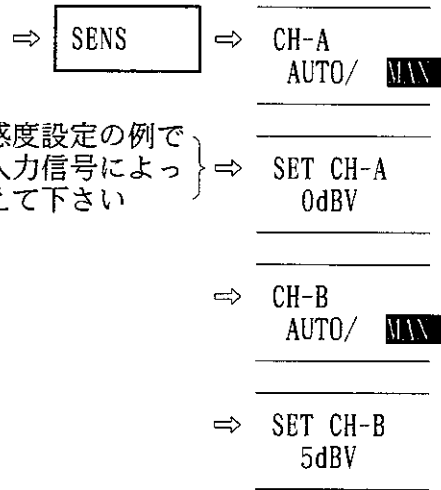 ⇒ SENS ⇒ CH-A
AUTO/ MAN
感度設定の例で
入力信号によっ
えて下さい
⇒ SET CH-A
0dBV
⇒ CH-B
AUTO/ MAN
⇒ SET CH-B
5dBV